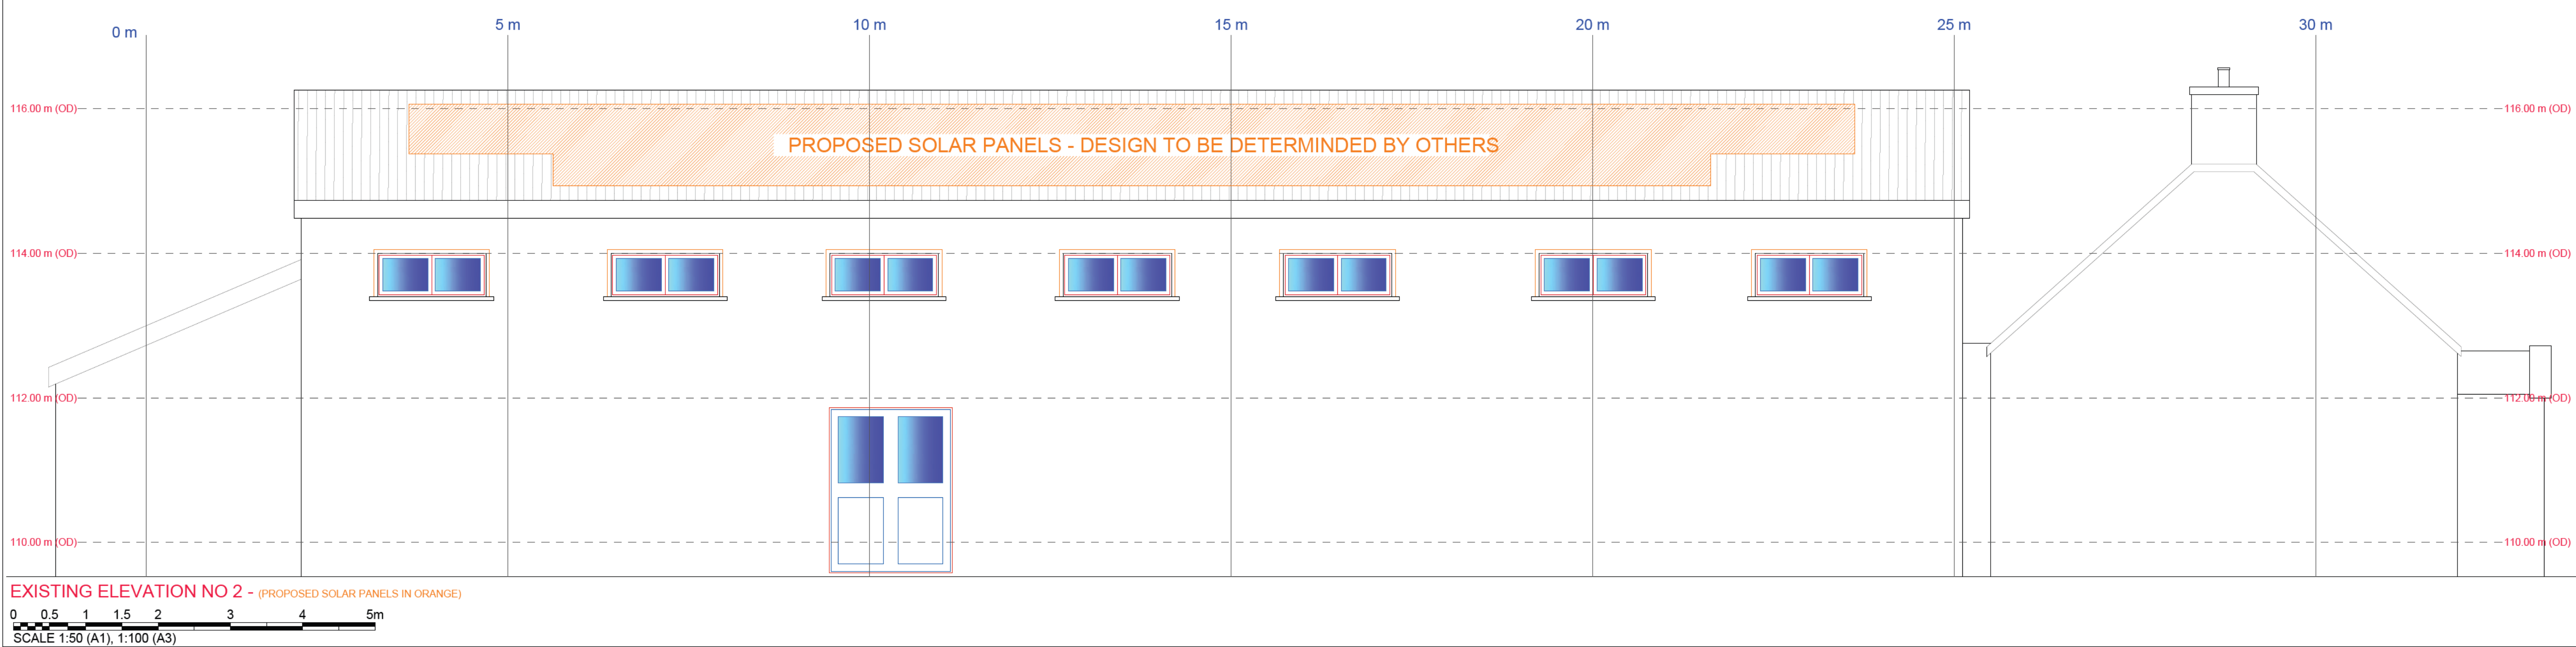 0 m 5 m 10 m 15 m 20 m 25 m 30 m
116.00 m (OD) 116.00 m (OD)
PROPOSED SOLAR PANELS - DESIGN TO BE DETERMINDED BY OTHERS
114.00 m (OD) 114.00 m (OD)
112.00 m (OD) 112.00 m (OD)
110.00 m (OD) 110.00 m (OD)
EXISTING ELEVATION NO 2 - (PROPOSED SOLAR PANELS IN ORANGE)
0 0.5 1 1.5 2 3 4 5m
SCALE 1:50 (A1), 1:100 (A3)